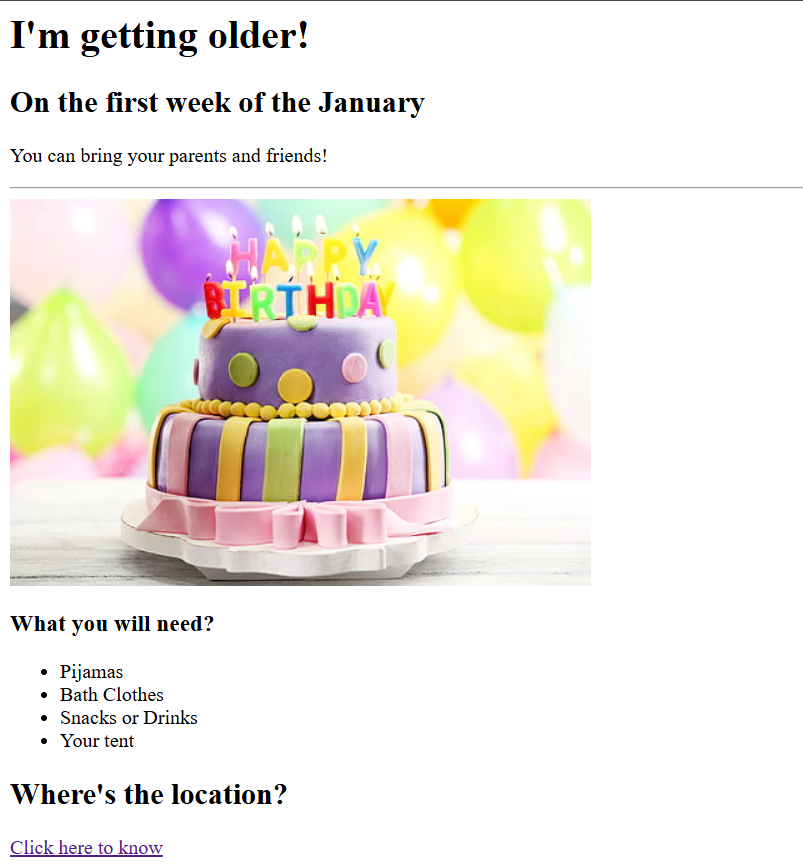 I'm getting older!
On the first week of the January
You can bring your parents and friends!
HAPPY
BIRTHDAY
What you will need?
Pijamas
Bath Clothes
Snacks or Drinks
Your tent
Where's the location?
Click here to know